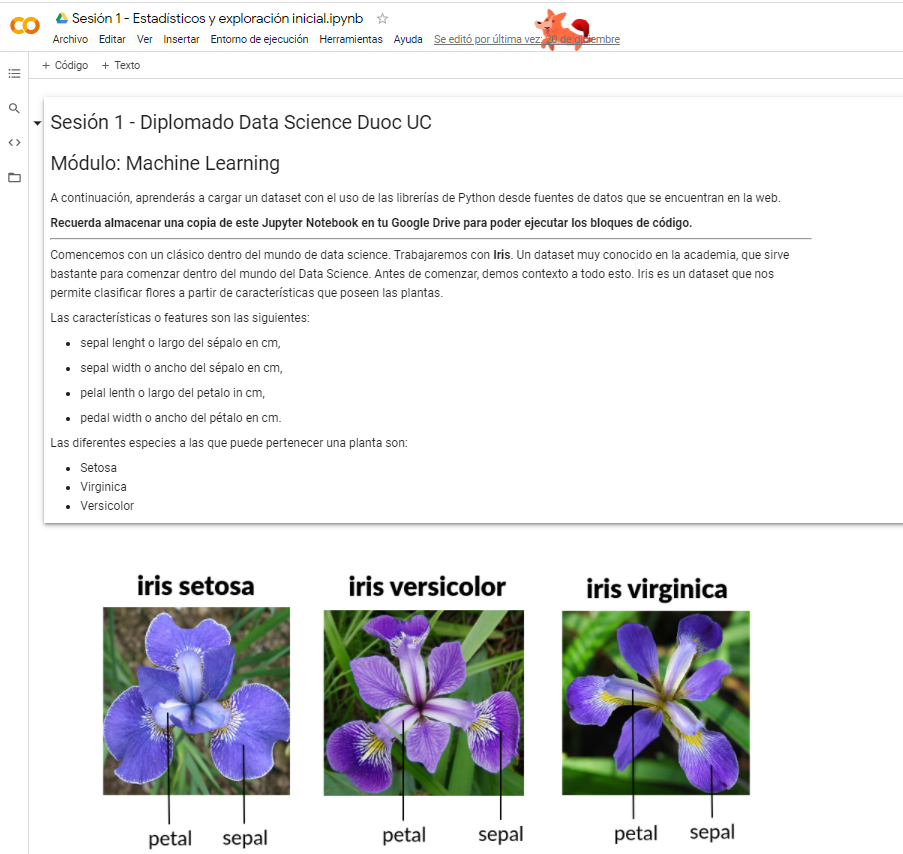 Sesión 1 - Estadísticos y exploración inicial.ipynb
Archivo Editar Ver Insertar Entorno de ejecución Herramientas Ayuda Se editó por última vez: 20 de diciembre
+ Código + Texto
Sesión 1 - Diplomado Data Science Duoc UC
Módulo: Machine Learning
A continuación, aprenderás a cargar un dataset con el uso de las librerías de Python desde fuentes de datos que se encuentran en la web.
Recuerda almacenar una copia de este Jupyter Notebook en tu Google Drive para poder ejecutar los bloques de código.
Comencemos con un clásico dentro del mundo de data science. Trabajaremos con Iris. Un dataset muy conocido en la academia, que sirve
bastante para comenzar dentro del mundo del Data Science. Antes de comenzar, demos contexto a todo esto. Iris es un dataset que nos
permite clasificar flores a partir de características que poseen las plantas.
Las características o features son las siguientes:
• sepal lenght o largo del sépalo en cm,
• sepal width o ancho del sépalo en cm,
• pelal lenth o largo del petalo in cm,
• pedal width o ancho del pétalo en cm.
Las diferentes especies a las que puede pertenecer una planta son:
• Setosa
• Virginica
• Versicolor
iris setosa iris versicolor iris virginica
petal sepal petal sepal petal sepal